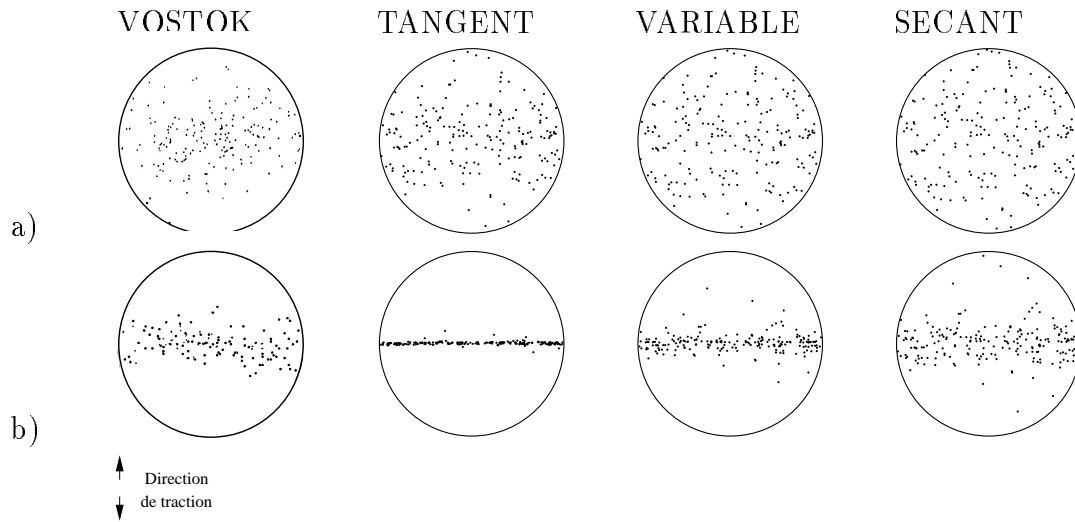 VOSTOK TANGENT VARIABLE SECANT
a)
b)
Direction
de traction